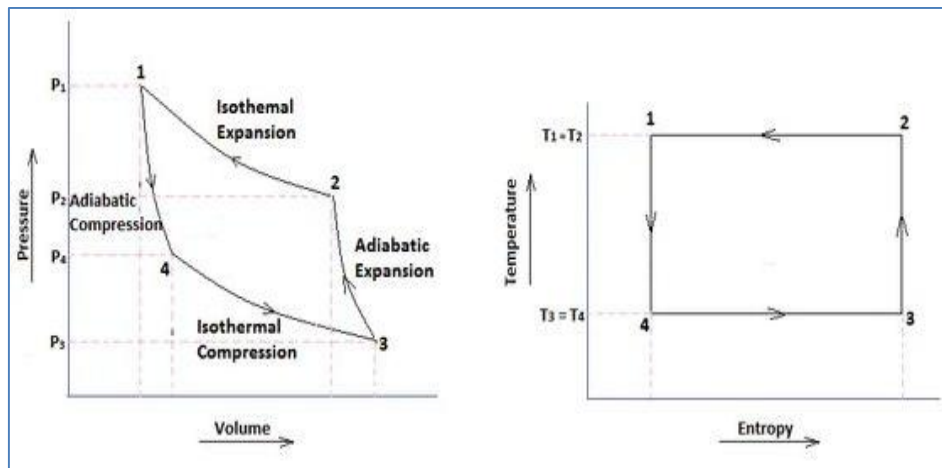 1
P₁
Isothemal
Expansion
Pressure
P₂
2
Adiabatic
Compression
Adiabatic
Expansion
P₄
4
Isothermal
Compression
P₃
3
Volume
1
2
T₁ = T₂
Temperature
T₃ = T₄
4
3
Entropy